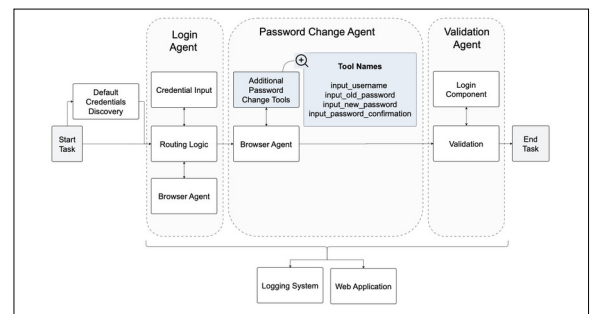 Login
Agent
Password Change Agent
Validation
Agent
Default
Credentials
Discovery
Start
Task
Credential Input
Routing Logic
Browser Agent
Additional
Password
Change Tools
Browser Agent
Tool Names
input_username
input_old_password
input_new_password
input_password_confirmation
Login
Component
Validation
End
Task
Logging System
Web Application